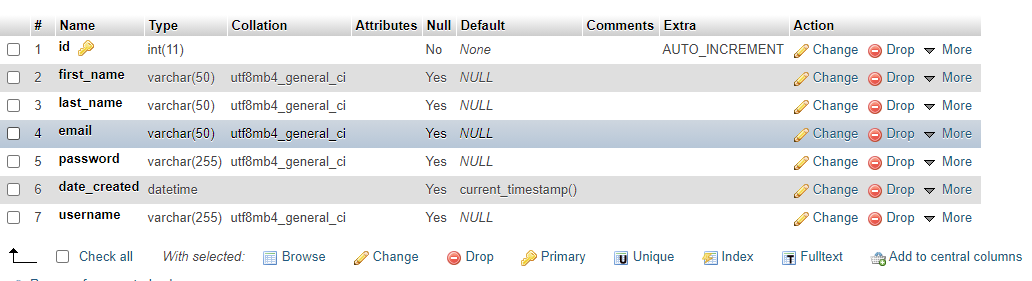 # Name Type Collation Attributes Null Default Comments Extra Action
1 id int(11) No None AUTO_INCREMENT Change Drop More
2 first_name varchar(50) utf8mb4_general_ci Yes NULL Change Drop More
3 last_name varchar(50) utf8mb4_general_ci Yes NULL Change Drop More
4 email varchar(50) utf8mb4_general_ci Yes NULL Change Drop More
5 password varchar(255) utf8mb4_general_ci Yes NULL Change Drop More
6 date_created datetime Yes current_timestamp() Change Drop More
7 username varchar(255) utf8mb4_general_ci Yes NULL Change Drop More
Check all With selected: Browse Change Drop Primary Unique Index Fulltext Add to central columns